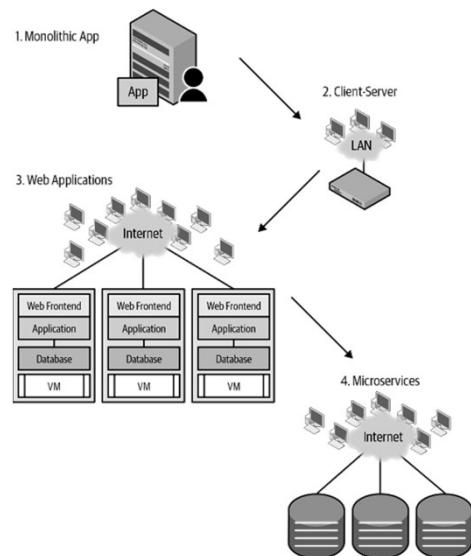 1. Monolithic App
App
2. Client-Server
LAN
3. Web Applications
Internet
Web Frontend
Application
Database
VM
Web Frontend
Application
Database
VM
Web Frontend
Application
Database
VM
4. Microservices
Internet